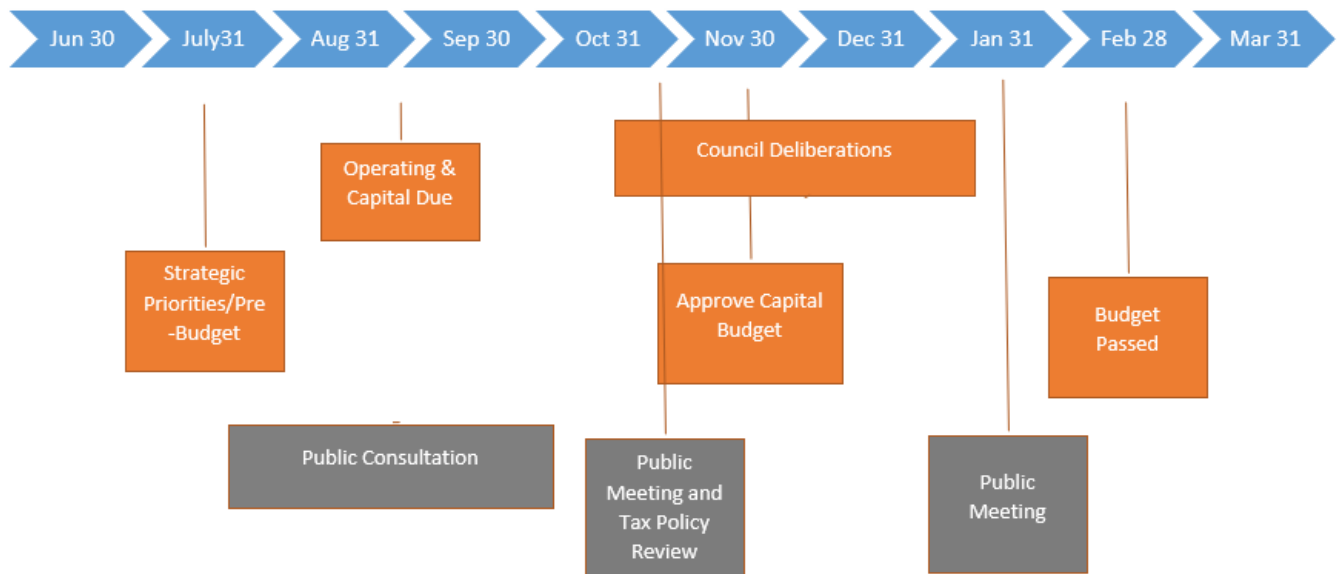 Jun 30
July31
Aug 31
Sep 30
Oct 31
Nov 30
Dec 31
Jan 31
Feb 28
Mar 31
Council Deliberations
Operating &
Capital Due
Strategic
Priorities/Pre
-Budget
Approve Capital
Budget
Budget
Passed
Public Consultation
Public
Meeting and
Tax Policy
Review
Public
Meeting